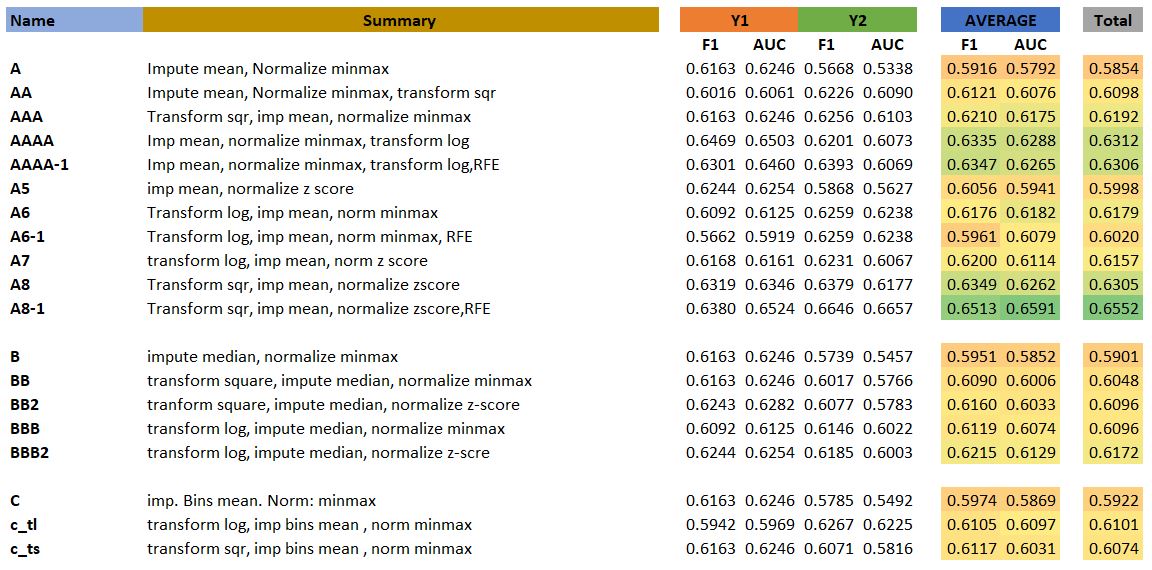 Name Summary Y1 Y2 AVERAGE Total
F1 AUC F1 AUC F1 AUC
A Impute mean, Normalize minmax 0.6163 0.6246 0.5668 0.5338 0.5916 0.5792 0.5854
AA Impute mean, Normalize minmax, transform sqr 0.6016 0.6061 0.6226 0.6090 0.6121 0.6076 0.6098
AAA Transform sqr, imp mean, normalize minmax 0.6163 0.6246 0.6256 0.6103 0.6210 0.6175 0.6192
AAAA Imp mean, normalize minmax, transform log 0.6469 0.6503 0.6201 0.6073 0.6335 0.6288 0.6312
AAAA-1 Imp mean, normalize minmax, transform log,RFE 0.6301 0.6460 0.6393 0.6069 0.6347 0.6265 0.6306
A5 imp mean, normalize z score 0.6244 0.6254 0.5868 0.5627 0.6056 0.5941 0.5998
A6 Transform log, imp mean, norm minmax 0.6092 0.6125 0.6259 0.6238 0.6176 0.6182 0.6179
A6-1 Transform log, imp mean, norm minmax, RFE 0.5662 0.5919 0.6259 0.6238 0.5961 0.6079 0.6020
A7 transform log, imp mean, norm z score 0.6168 0.6161 0.6231 0.6067 0.6200 0.6114 0.6157
A8 Transform sqr, imp mean, normalize zscore 0.6319 0.6346 0.6379 0.6177 0.6349 0.6262 0.6305
A8-1 Transform sqr, imp mean, normalize zscore,RFE 0.6380 0.6524 0.6646 0.6657 0.6513 0.6591 0.6552
B impute median, normalize minmax 0.6163 0.6246 0.5739 0.5457 0.5951 0.5852 0.5901
BB transform square, impute median, normalize minmax 0.6163 0.6246 0.6017 0.5766 0.6090 0.6006 0.6048
BB2 tranform square, impute median, normalize z-score 0.6243 0.6282 0.6077 0.5783 0.6160 0.6033 0.6096
BBB transform log, impute median, normalize minmax 0.6092 0.6125 0.6146 0.6022 0.6119 0.6074 0.6096
BBB2 transform log, impute median, normalize z-scre 0.6244 0.6254 0.6185 0.6003 0.6215 0.6129 0.6172
C imp. Bins mean. Norm: minmax 0.6163 0.6246 0.5785 0.5492 0.5974 0.5869 0.5922
c_tl transform log, imp bins mean , norm minmax 0.5942 0.5969 0.6267 0.6225 0.6105 0.6097 0.6101
c_ts transform sqr, imp bins mean , norm minmax 0.6163 0.6246 0.6071 0.5816 0.6117 0.6031 0.6074